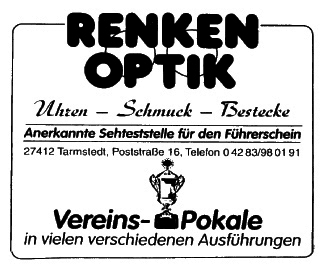 RENKEN
OPTIK
Uhren – Schmuck – Bestecke
Anerkannte Sehteststelle für den Führerschein
27412 Tarmstedt, Poststraße 16, Telefon 0 42 83/98 01 91
Vereins- Pokale
in vielen verschiedenen Ausführungen